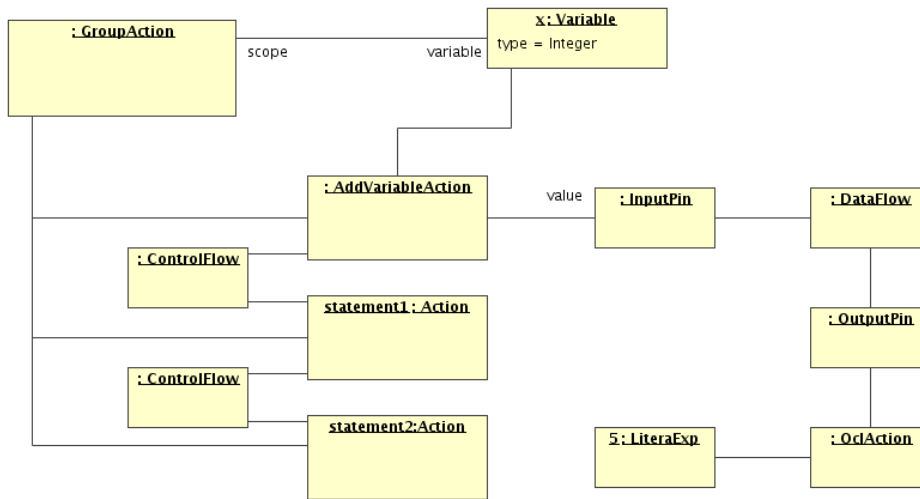 : GroupAction
x : Variable
type = Integer
scope
variable
: AddVariableAction
value
: InputPin
: DataFlow
: ControlFlow
statement1 : Action
: OutputPin
: ControlFlow
statement2:Action
5 : LiteraExp
: OclAction